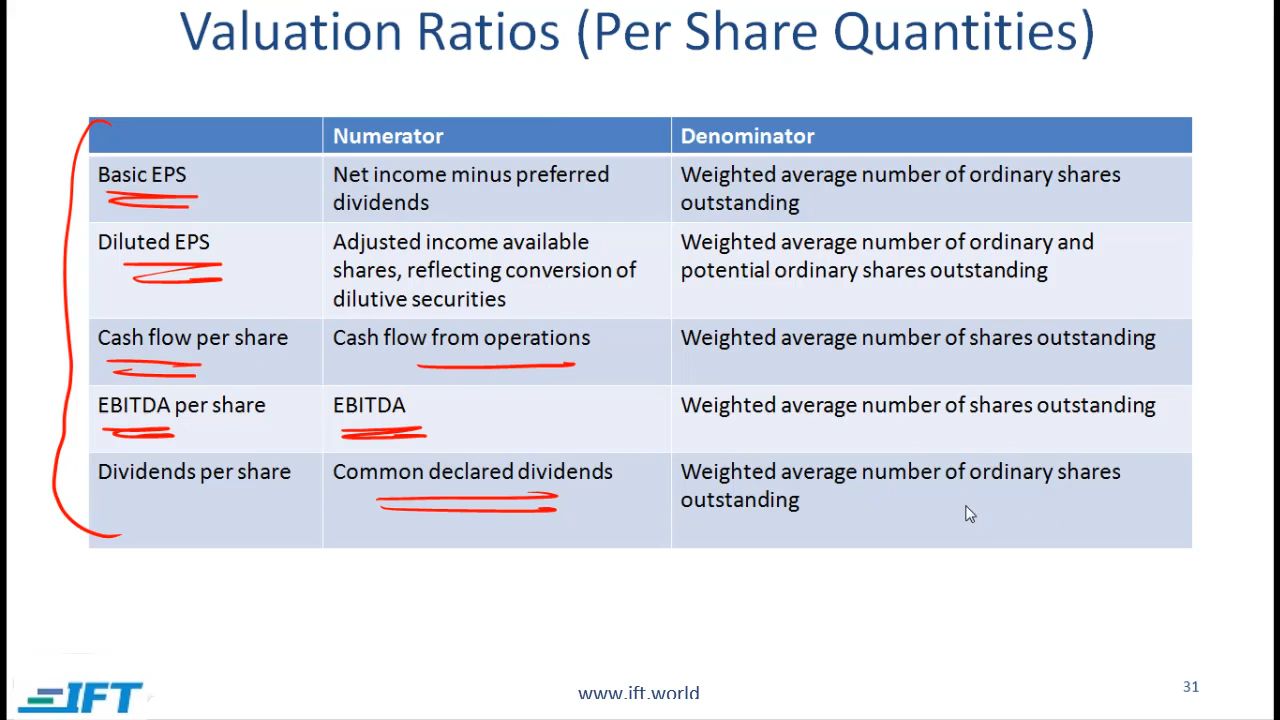 Valuation Ratios (Per Share Quantities)
Numerator
Denominator
Basic EPS
Net income minus preferred
dividends
Weighted average number of ordinary shares
outstanding
Diluted EPS
Adjusted income available
shares, reflecting conversion of
dilutive securities
Weighted average number of ordinary and
potential ordinary shares outstanding
Cash flow per share
Cash flow from operations
Weighted average number of shares outstanding
EBITDA per share
EBITDA
Weighted average number of shares outstanding
Dividends per share
Common declared dividends
Weighted average number of ordinary shares
outstanding
IFT
www.ift.world
31